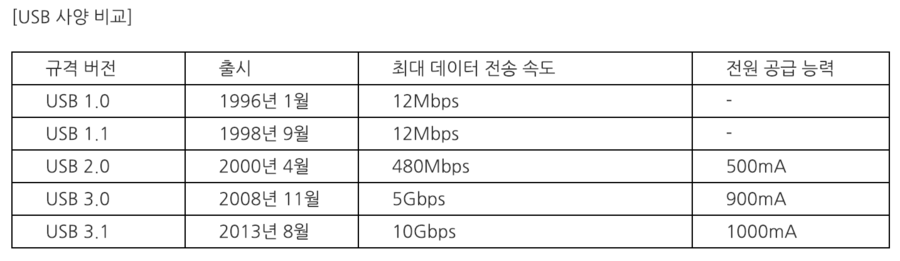 [USB 사양 비교]
규격 버전 출시 최대 데이터 전송 속도 전원 공급 능력
USB 1.0 1996년 1월 12Mbps -
USB 1.1 1998년 9월 12Mbps -
USB 2.0 2000년 4월 480Mbps 500mA
USB 3.0 2008년 11월 5Gbps 900mA
USB 3.1 2013년 8월 10Gbps 1000mA